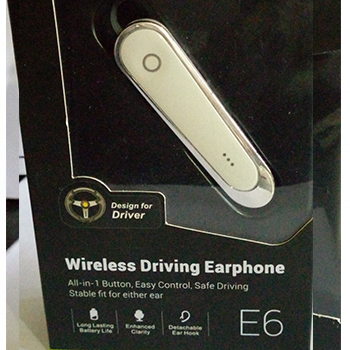 Design for
Driver
Wireless Driving Earphone
All-in-1 Button, Easy Control, Safe Driving
Stable fit for either ear
Long Lasting
Battery Life
Enhanced
Clarity
Detachable
Ear Hook
E6